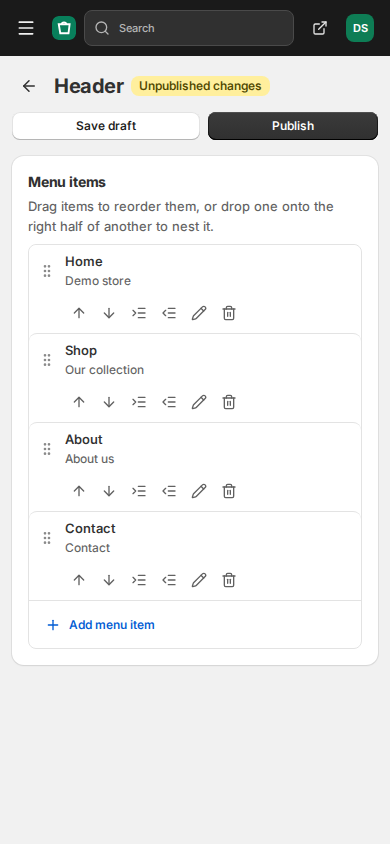 Search
DS
Header
Unpublished changes
Save draft
Publish
Menu items
Drag items to reorder them, or drop one onto the
right half of another to nest it.
Home
Demo store
Shop
Our collection
About
About us
Contact
Contact
Add menu item